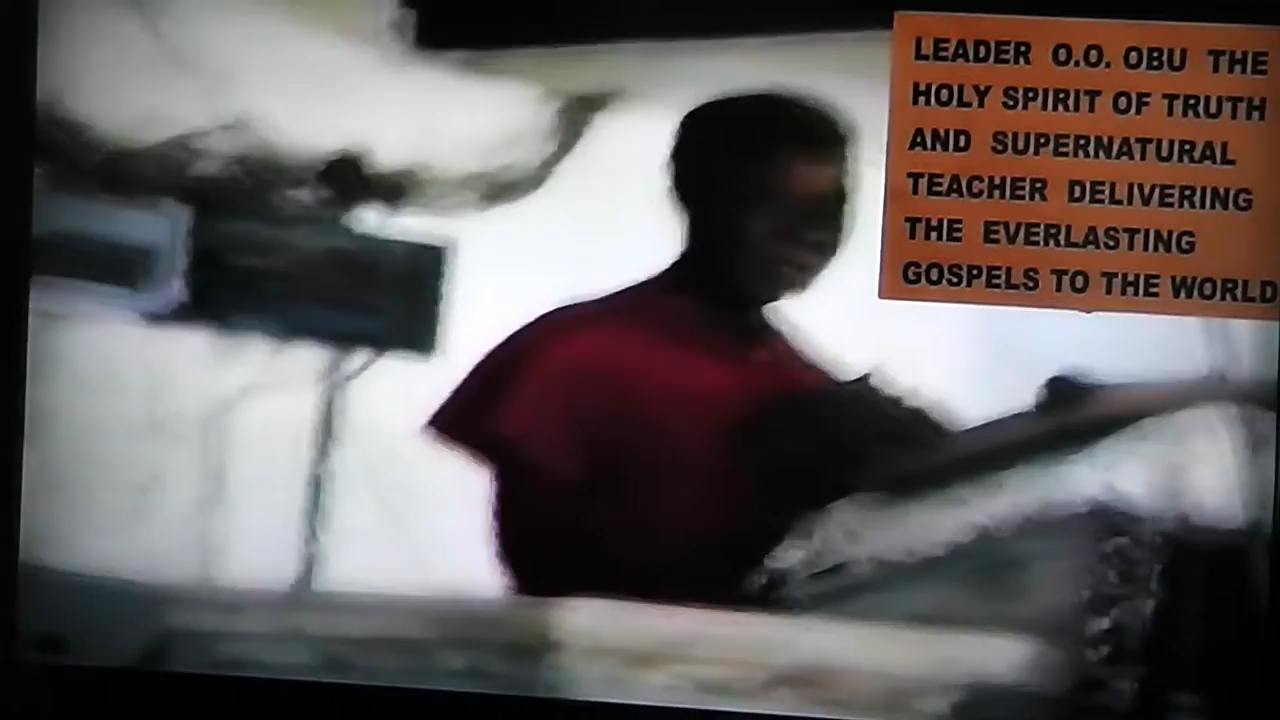 LEADER O.O. OBU THE
HOLY SPIRIT OF TRUTH
AND SUPERNATURAL
TEACHER DELIVERING
THE EVERLASTING
GOSPELS TO THE WORLD